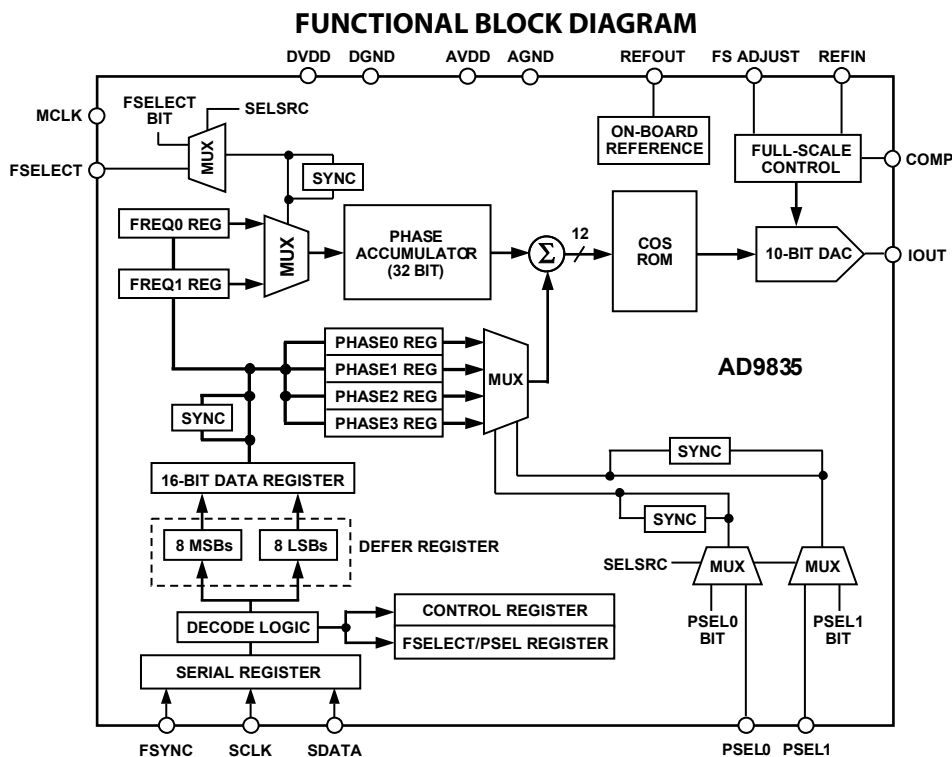 FUNCTIONAL BLOCK DIAGRAM
DVDD DGND AVDD AGND REFOUT FS ADJUST REFIN
MCLK
FSELECT
BIT
SELSRC
MUX
FSELECT
SYNC
ON-BOARD
REFERENCE
FULL-SCALE
CONTROL
COMP
FREQ0 REG
FREQ1 REG
MUX
PHASE
ACCUMULATOR
(32 BIT)
Σ
12
COS
ROM
10-BIT DAC
IOUT
PHASE0 REG
PHASE1 REG
PHASE2 REG
PHASE3 REG
MUX
AD9835
SYNC
SYNC
SYNC
16-BIT DATA REGISTER
8 MSBs
8 LSBs
DEFER REGISTER
SELSRC
MUX
MUX
PSEL0
BIT
PSEL1
BIT
DECODE LOGIC
CONTROL REGISTER
FSELECT/PSEL REGISTER
SERIAL REGISTER
FSYNC SCLK SDATA PSEL0 PSEL1